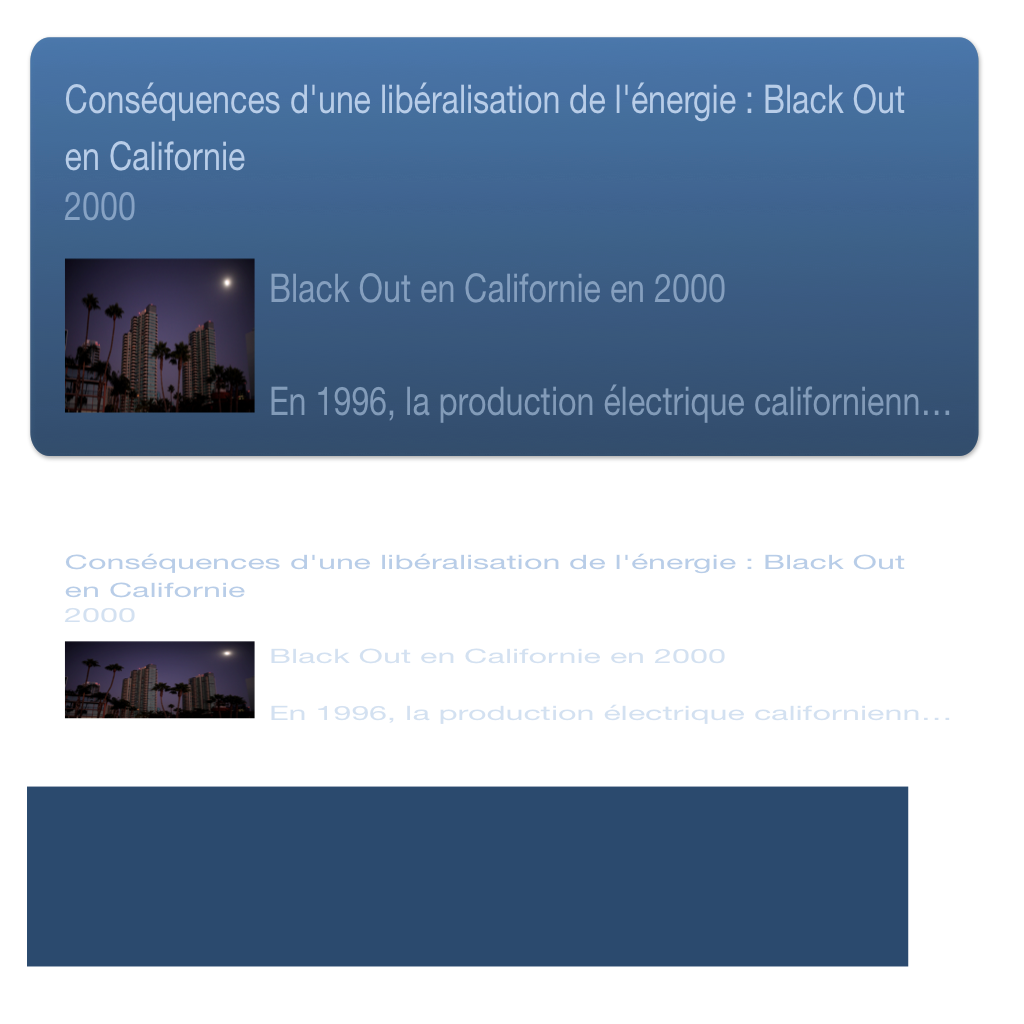 Conséquences d'une libéralisation de l'énergie : Black Out
en Californie
2000
Black Out en Californie en 2000
En 1996, la production électrique californienn...
Conséquences d'une libéralisation de l'énergie : Black Out
en Californie
2000
Black Out en Californie en 2000
En 1996, la production électrique californienn...